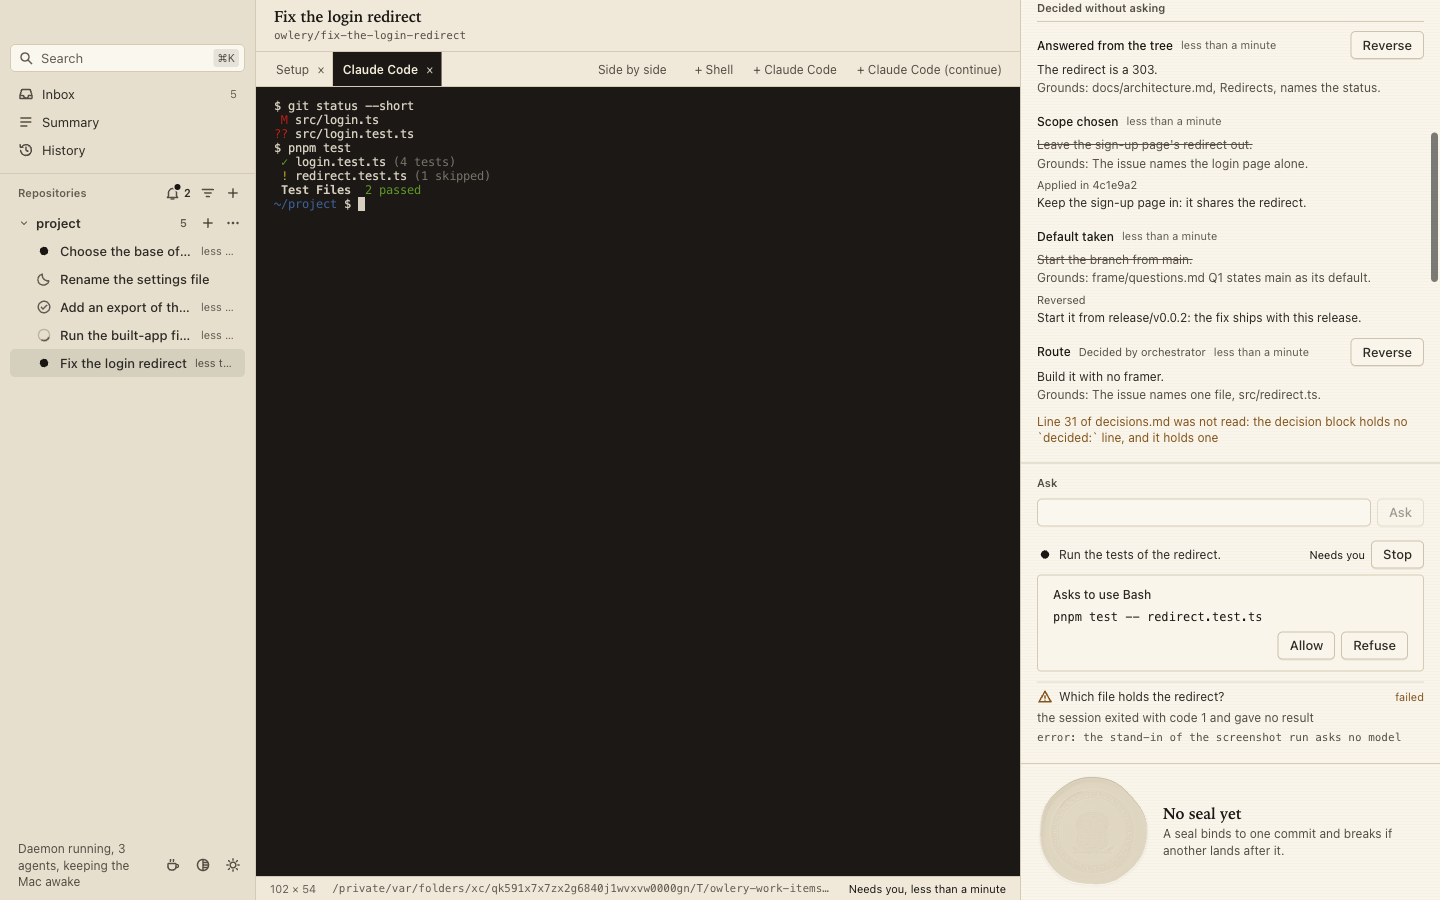 Search ⌘K
Inbox 5
Summary
History
Repositories 2
project 5
Choose the base of... less ...
Rename the settings file
Add an export of th... less ...
Run the built-app fi... less ...
Fix the login redirect less t...
Daemon running, 3
agents, keeping the
Mac awake
Fix the login redirect
owlery/fix-the-login-redirect
Setup × Claude Code × Side by side + Shell + Claude Code + Claude Code (continue)
$ git status --short
M src/login.ts
?? src/login.test.ts
$ pnpm test
✓ login.test.ts (4 tests)
! redirect.test.ts (1 skipped)
Test Files 2 passed
~/project $
102 × 54 /private/var/folders/xc/qk591x7x7zx2g6840j1wvxvw0000gn/T/owlery-work-items… Needs you, less than a minute
Decided without asking
Answered from the tree less than a minute Reverse
The redirect is a 303.
Grounds: docs/architecture.md, Redirects, names the status.
Scope chosen less than a minute
Leave the sign-up page's redirect out.
Grounds: The issue names the login page alone.
Applied in 4c1e9a2
Keep the sign-up page in: it shares the redirect.
Default taken less than a minute
Start the branch from main.
Grounds: frame/questions.md Q1 states main as its default.
Reversed
Start it from release/v0.0.2: the fix ships with this release.
Route Decided by orchestrator less than a minute Reverse
Build it with no framer.
Grounds: The issue names one file, src/redirect.ts.
Line 31 of decisions.md was not read: the decision block holds no
`decided:` line, and it holds one
Ask
Ask
Run the tests of the redirect. Needs you Stop
Asks to use Bash
pnpm test -- redirect.test.ts
Allow Refuse
Which file holds the redirect? failed
the session exited with code 1 and gave no result
error: the stand-in of the screenshot run asks no model
No seal yet
A seal binds to one commit and breaks if
another lands after it.